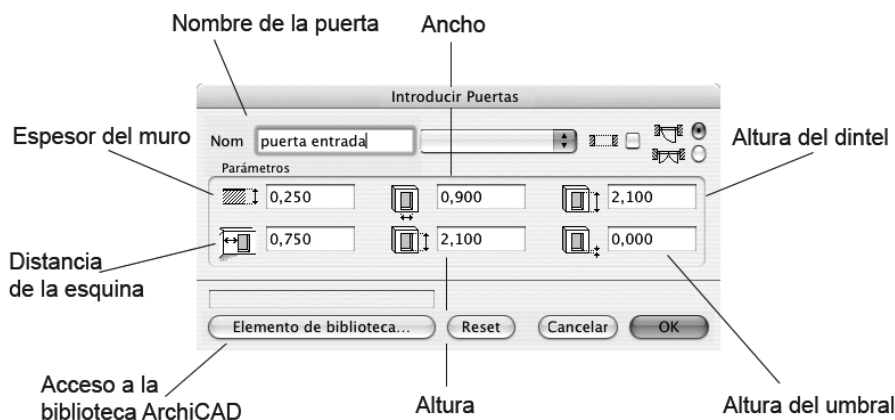 Nombre de la puerta
Ancho
Introducir Puertas
Espesor del muro
Nom puerta entrada
Altura del dintel
Parámetros
0,250 0,900 2,100
0,750 2,100 0,000
Distancia
de la esquina
Elemento de biblioteca... Reset Cancelar OK
Acceso a la
biblioteca ArchiCAD
Altura
Altura del umbral